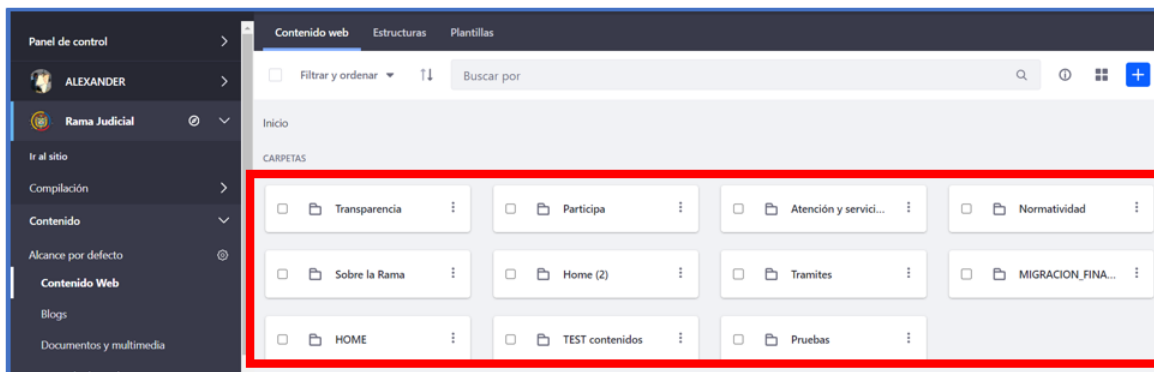 Panel de control
ALEXANDER
Rama Judicial
Ir al sitio
Compilación
Contenido
Alcance por defecto
Contenido Web
Blogs
Documentos y multimedia
Contenido web Estructuras Plantillas
Filtrar y ordenar Buscar por
Inicio
CARPETAS
Transparencia Participa Atención y servici... Normatividad
Sobre la Rama Home (2) Tramites MIGRACION_FINA...
HOME TEST contenidos Pruebas